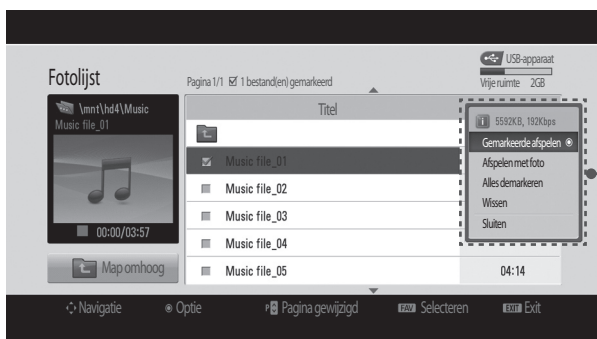 USB-apparaat
Fotolijst
Pagina 1/1 ☑ 1 bestand(en) gemarkeerd
Vrije ruimte 2GB
\mnt\hd4\Music
Music file_01
Titel
5592KB, 192Kbps
Gemarkeerde afspelen
Music file_01
Afspelen met foto
Music file_02
Alles demarkeren
Wissen
Music file_03
Sluiten
00:00/03:57
Music file_04
Map omhoog
Music file_05 04:14
Navigatie
Optie
P Pagina gewijzigd
FAV Selecteren
EXIT Exit